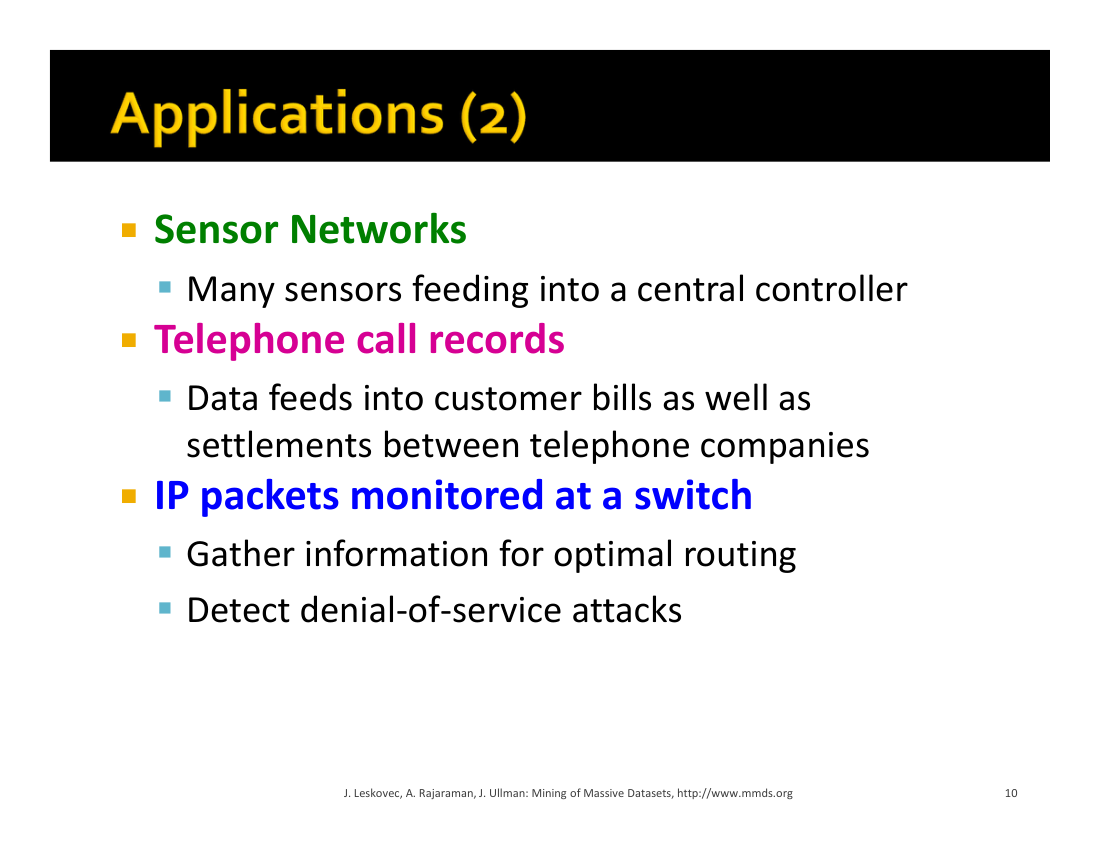 Applications (2)
Sensor Networks
Many sensors feeding into a central controller
Telephone call records
Data feeds into customer bills as well as
settlements between telephone companies
IP packets monitored at a switch
Gather information for optimal routing
Detect denial-of-service attacks
J. Leskovec, A. Rajaraman, J. Ullman: Mining of Massive Datasets, http://www.mmds.org
10